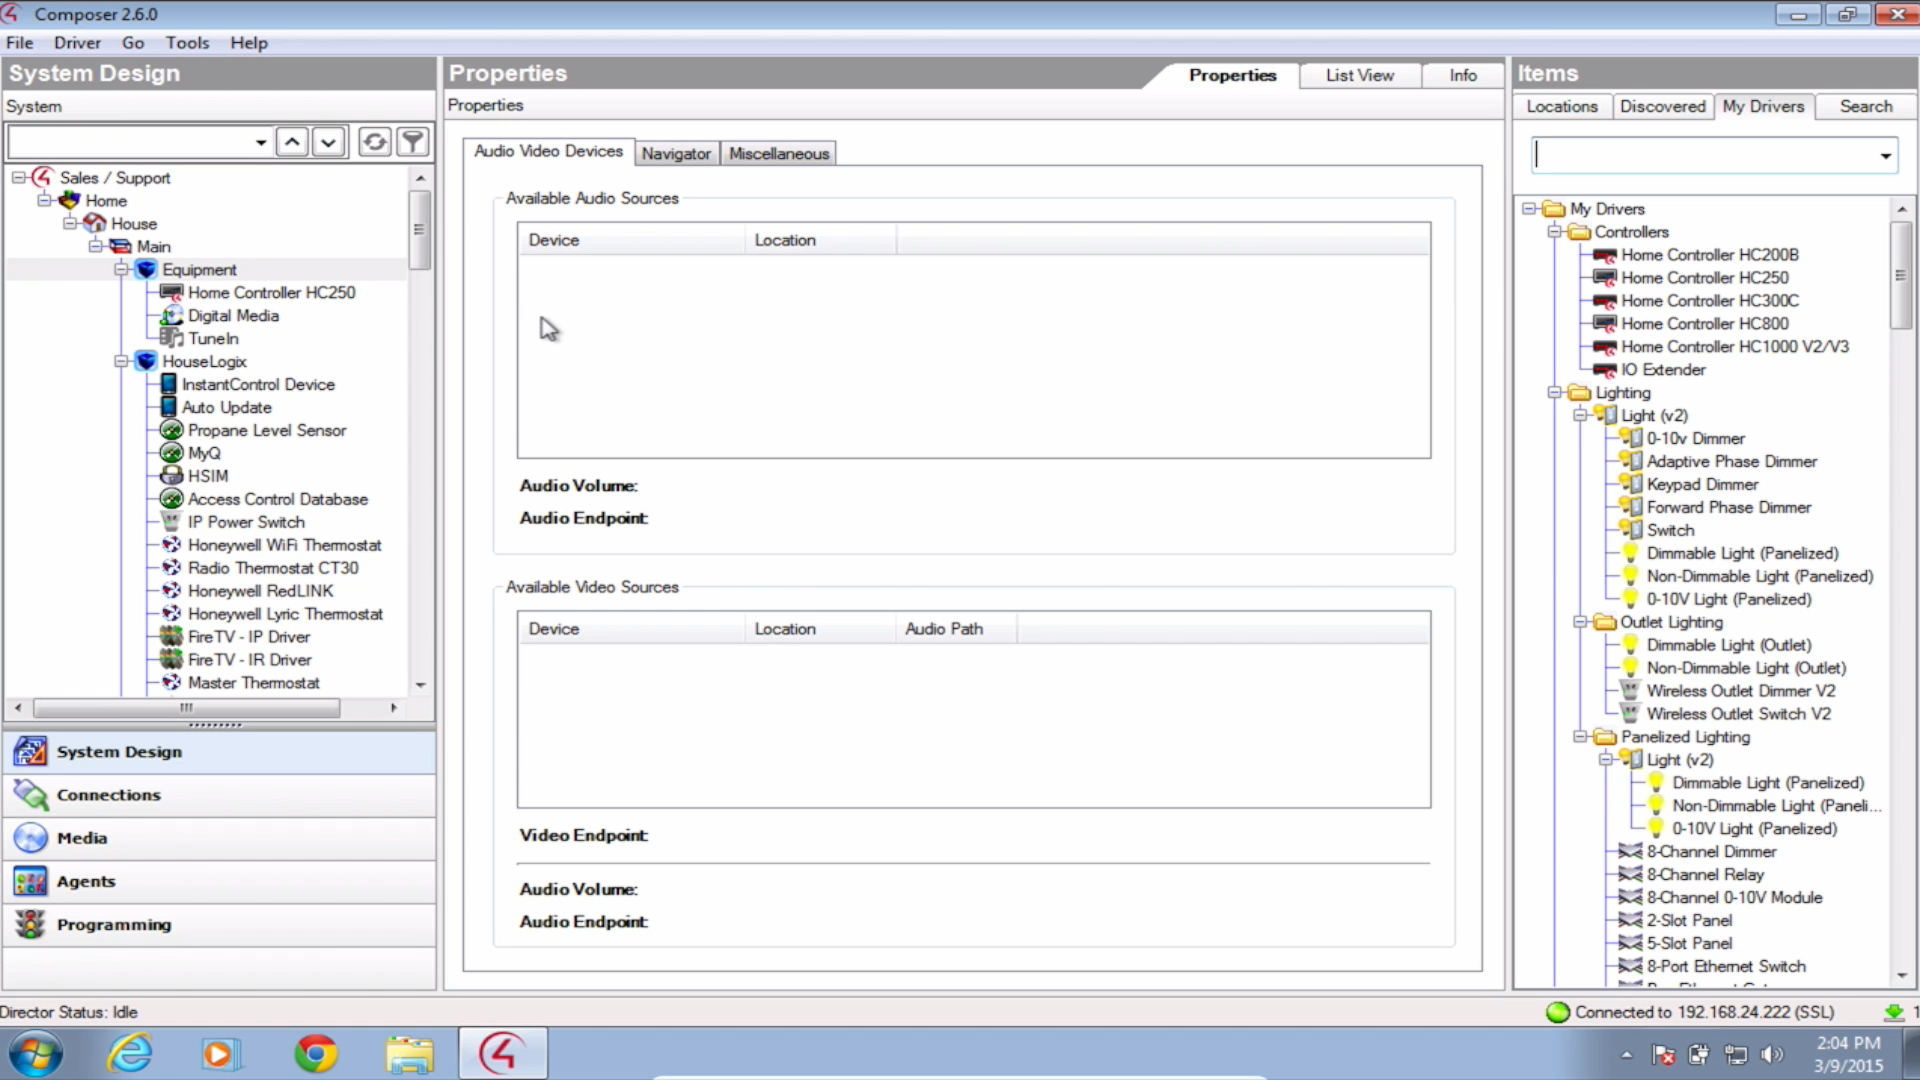 Composer 2.6.0
File Driver Go Tools Help
System Design
System
Sales / Support
Home
House
Main
Equipment
Home Controller HC250
Digital Media
TuneIn
HouseLogix
InstantControl Device
Auto Update
Propane Level Sensor
MyQ
HSIM
Access Control Database
IP Power Switch
Honeywell WiFi Thermostat
Radio Thermostat CT30
Honeywell RedLINK
Honeywell Lyric Thermostat
FireTV - IP Driver
FireTV - IR Driver
Master Thermostat
System Design
Connections
Media
Agents
Programming
Properties
Properties List View Info
Properties
Audio Video Devices Navigator Miscellaneous
Available Audio Sources
Device Location
Audio Volume:
Audio Endpoint:
Available Video Sources
Device Location Audio Path
Video Endpoint:
Audio Volume:
Audio Endpoint:
Items
Locations Discovered My Drivers Search
My Drivers
Controllers
Home Controller HC200B
Home Controller HC250
Home Controller HC300C
Home Controller HC800
Home Controller HC1000 V2/V3
IO Extender
Lighting
Light (v2)
0-10v Dimmer
Adaptive Phase Dimmer
Keypad Dimmer
Forward Phase Dimmer
Switch
Dimmable Light (Panelized)
Non-Dimmable Light (Panelized)
0-10V Light (Panelized)
Outlet Lighting
Dimmable Light (Outlet)
Non-Dimmable Light (Outlet)
Wireless Outlet Dimmer V2
Wireless Outlet Switch V2
Panelized Lighting
Light (v2)
Dimmable Light (Panelized)
Non-Dimmable Light (Paneli...
0-10V Light (Panelized)
8-Channel Dimmer
8-Channel Relay
8-Channel 0-10V Module
2-Slot Panel
5-Slot Panel
8-Port Ethernet Switch
Director Status: Idle
Connected to 192.168.24.222 (SSL)
1
2:04 PM
3/9/2015